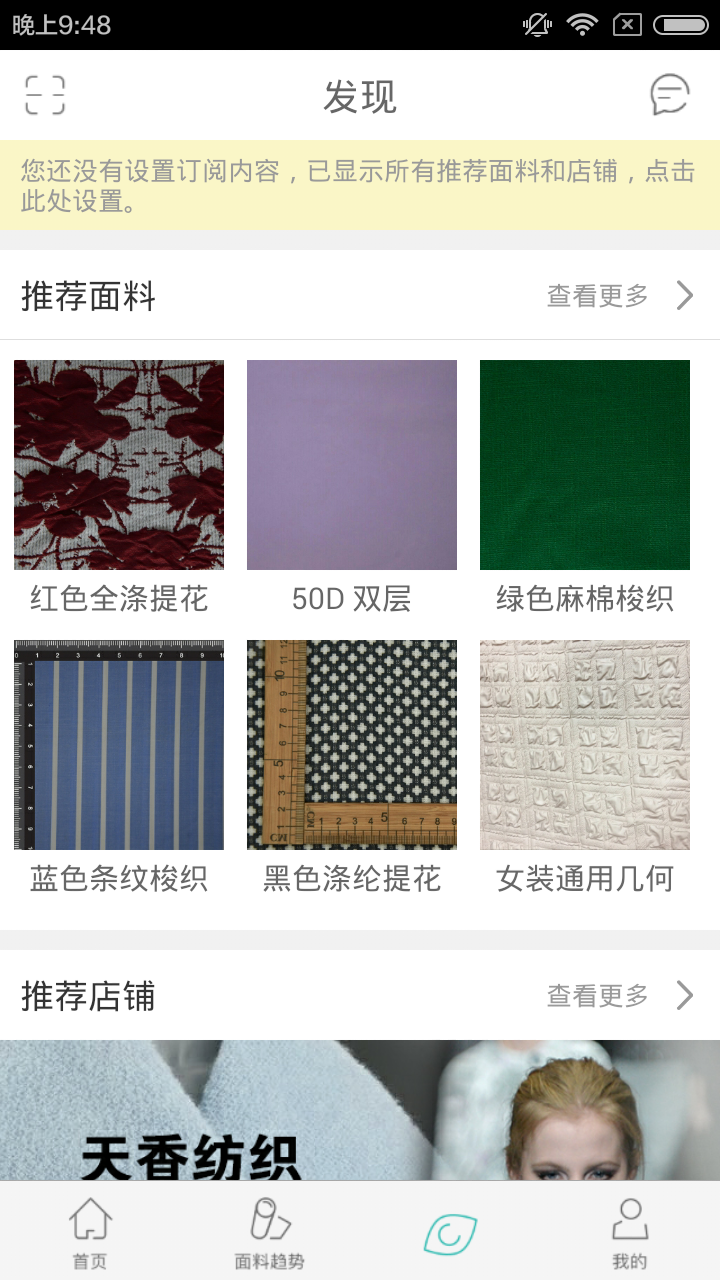 晚上9:48
发现
您还没有设置订阅内容，已显示所有推荐面料和店铺，点击
此处设置。
推荐面料
查看更多
红色全涤提花
50D 双层
绿色麻棉梭织
蓝色条纹梭织
黑色涤纶提花
女装通用几何
推荐店铺
查看更多
天香纺织
首页
面料趋势
我的